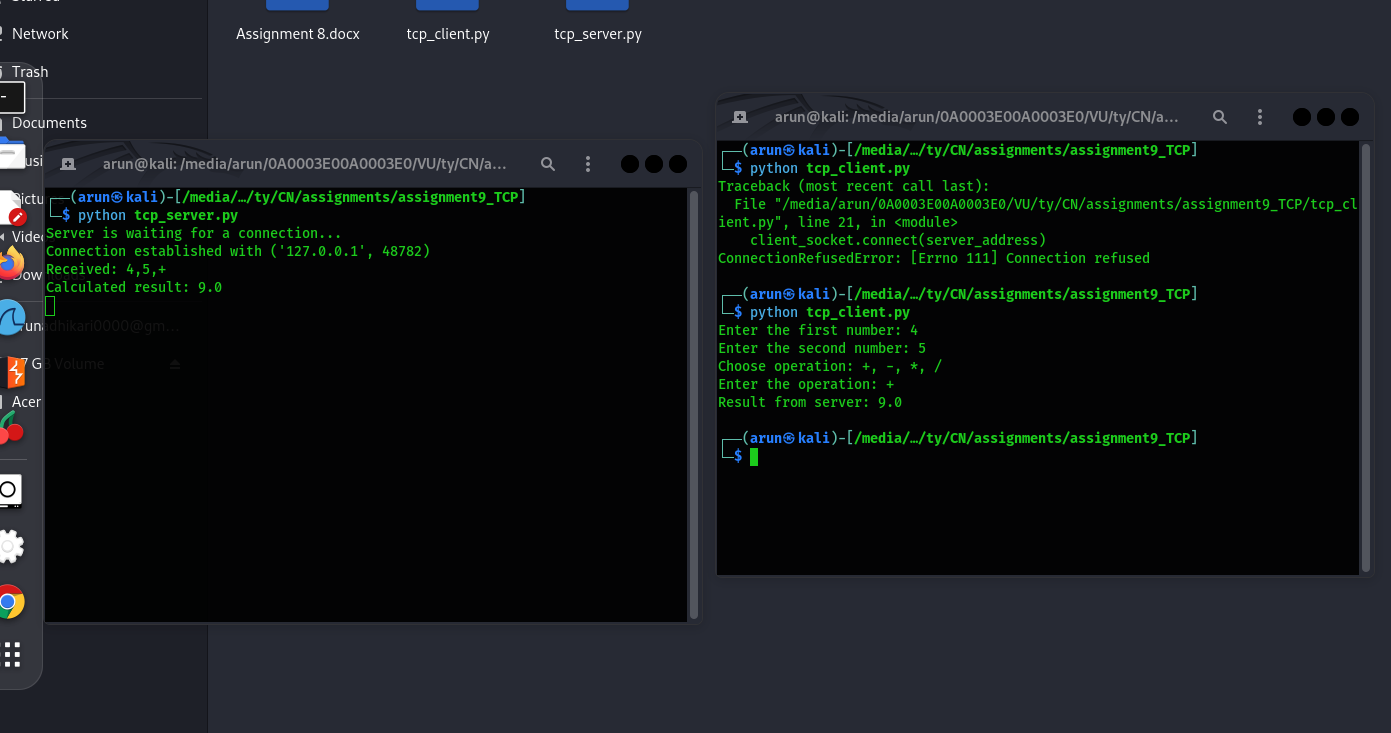 Network
Trash
Documents
Acer
Assignment 8.docx
tcp_client.py
tcp_server.py
arun@kali: /media/arun/0A0003E00A0003E0/VU/ty/CN/a...
┌──(arun㉿kali)-[/media/…/ty/CN/assignments/assignment9_TCP]
└─$ python tcp_server.py
Server is waiting for a connection...
Connection established with ('127.0.0.1', 48782)
Received: 4,5,+
Calculated result: 9.0
arun@kali: /media/arun/0A0003E00A0003E0/VU/ty/CN/a...
┌──(arun㉿kali)-[/media/…/ty/CN/assignments/assignment9_TCP]
└─$ python tcp_client.py
Traceback (most recent call last):
  File "/media/arun/0A0003E00A0003E0/VU/ty/CN/assignments/assignment9_TCP/tcp_cl
ient.py", line 21, in <module>
    client_socket.connect(server_address)
ConnectionRefusedError: [Errno 111] Connection refused
┌──(arun㉿kali)-[/media/…/ty/CN/assignments/assignment9_TCP]
└─$ python tcp_client.py
Enter the first number: 4
Enter the second number: 5
Choose operation: +, -, *, /
Enter the operation: +
Result from server: 9.0
┌──(arun㉿kali)-[/media/…/ty/CN/assignments/assignment9_TCP]
└─$